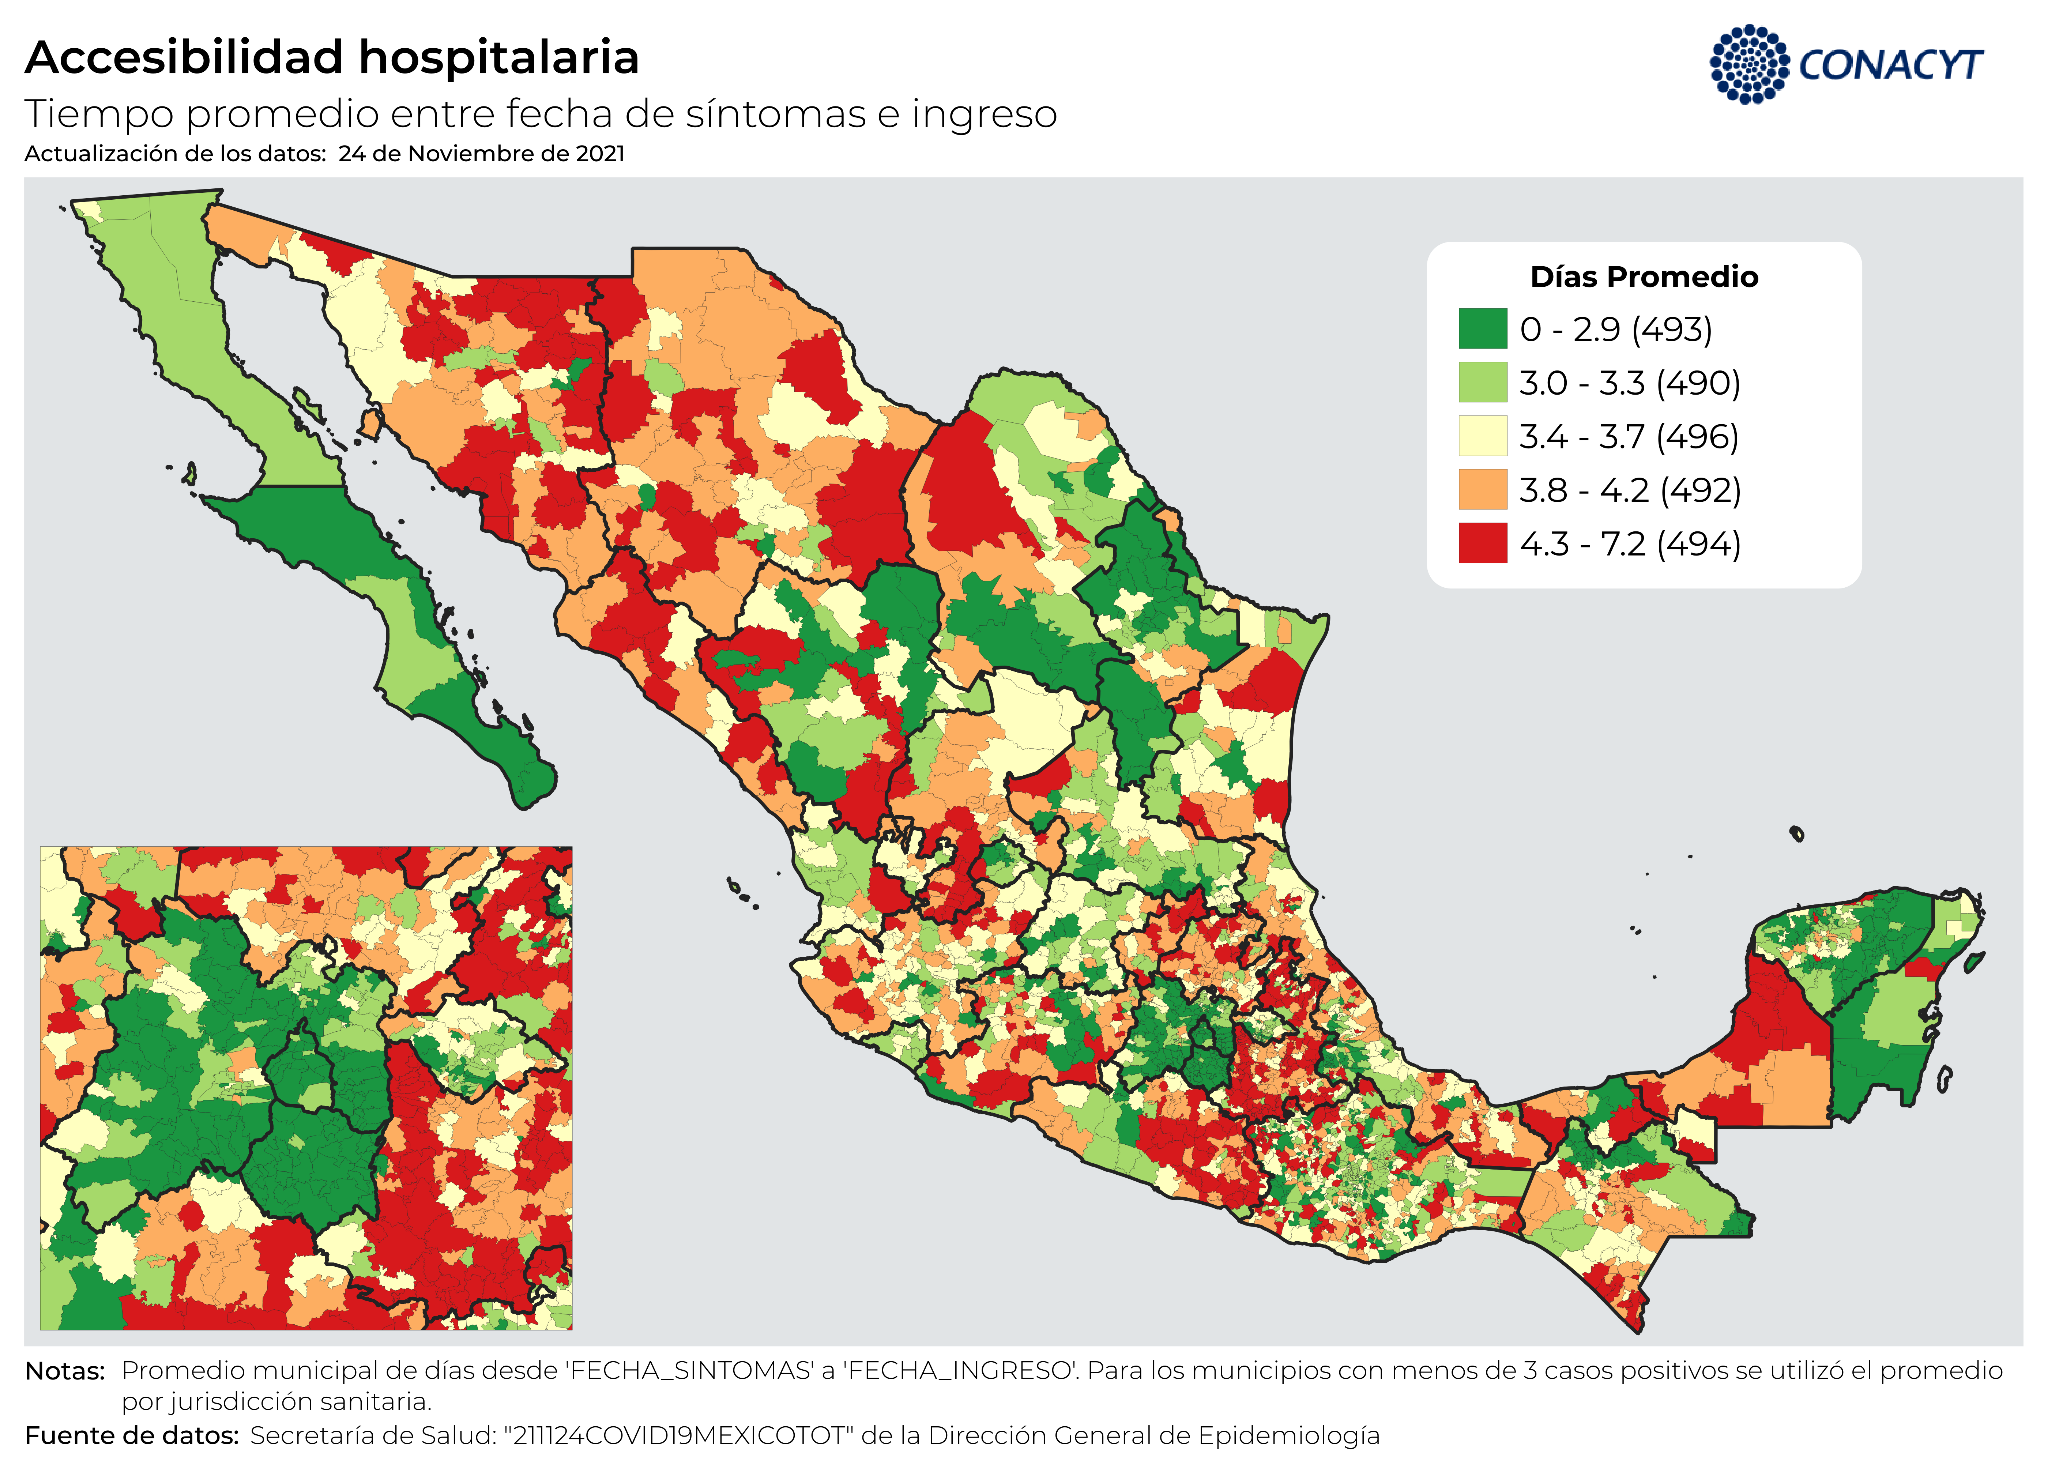 Accesibilidad hospitalaria
Tiempo promedio entre fecha de síntomas e ingreso
Actualización de los datos: 24 de Noviembre de 2021
CONACYT
Días Promedio
0 - 2.9 (493)
3.0 - 3.3 (490)
3.4 - 3.7 (496)
3.8 - 4.2 (492)
4.3 - 7.2 (494)
Notas: Promedio municipal de días desde 'FECHA_SINTOMAS' a 'FECHA_INGRESO'. Para los municipios con menos de 3 casos positivos se utilizó el promedio
por jurisdicción sanitaria.
Fuente de datos: Secretaría de Salud: "211124COVID19MEXICOTOT" de la Dirección General de Epidemiología